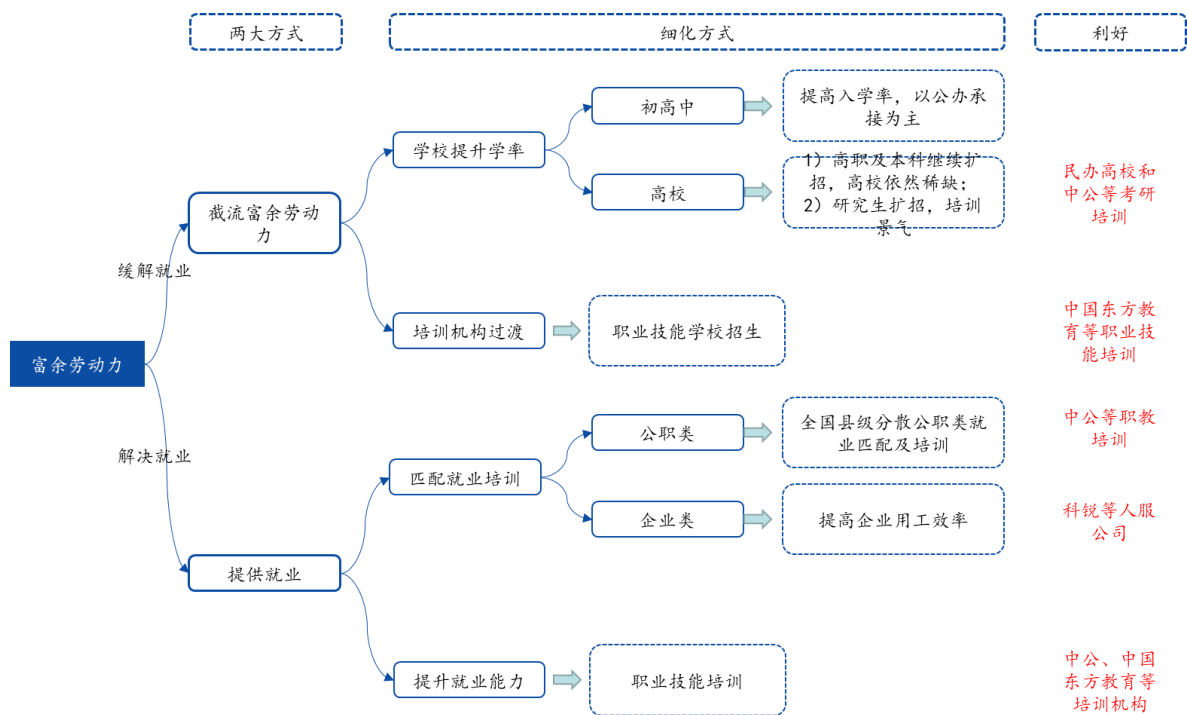 两大方式
细化方式
利好
富余劳动力
缓解就业
解决就业
截流富余劳动
力
学校提升学率
初高中
提高入学率，以公办承
接为主
高校
1）高职及本科继续扩
招，高校依然稀缺；
2）研究生扩招，培训
景气
民办高校和
中公等考研
培训
培训机构过渡
职业技能学校招生
中国东方教
育等职业技
能培训
提供就业
匹配就业培训
公职类
全国县级分散公职类就
业匹配及培训
中公等职教
培训
企业类
提高企业用工效率
科锐等人服
公司
提升就业能力
职业技能培训
中公、中国
东方教育等
培训机构